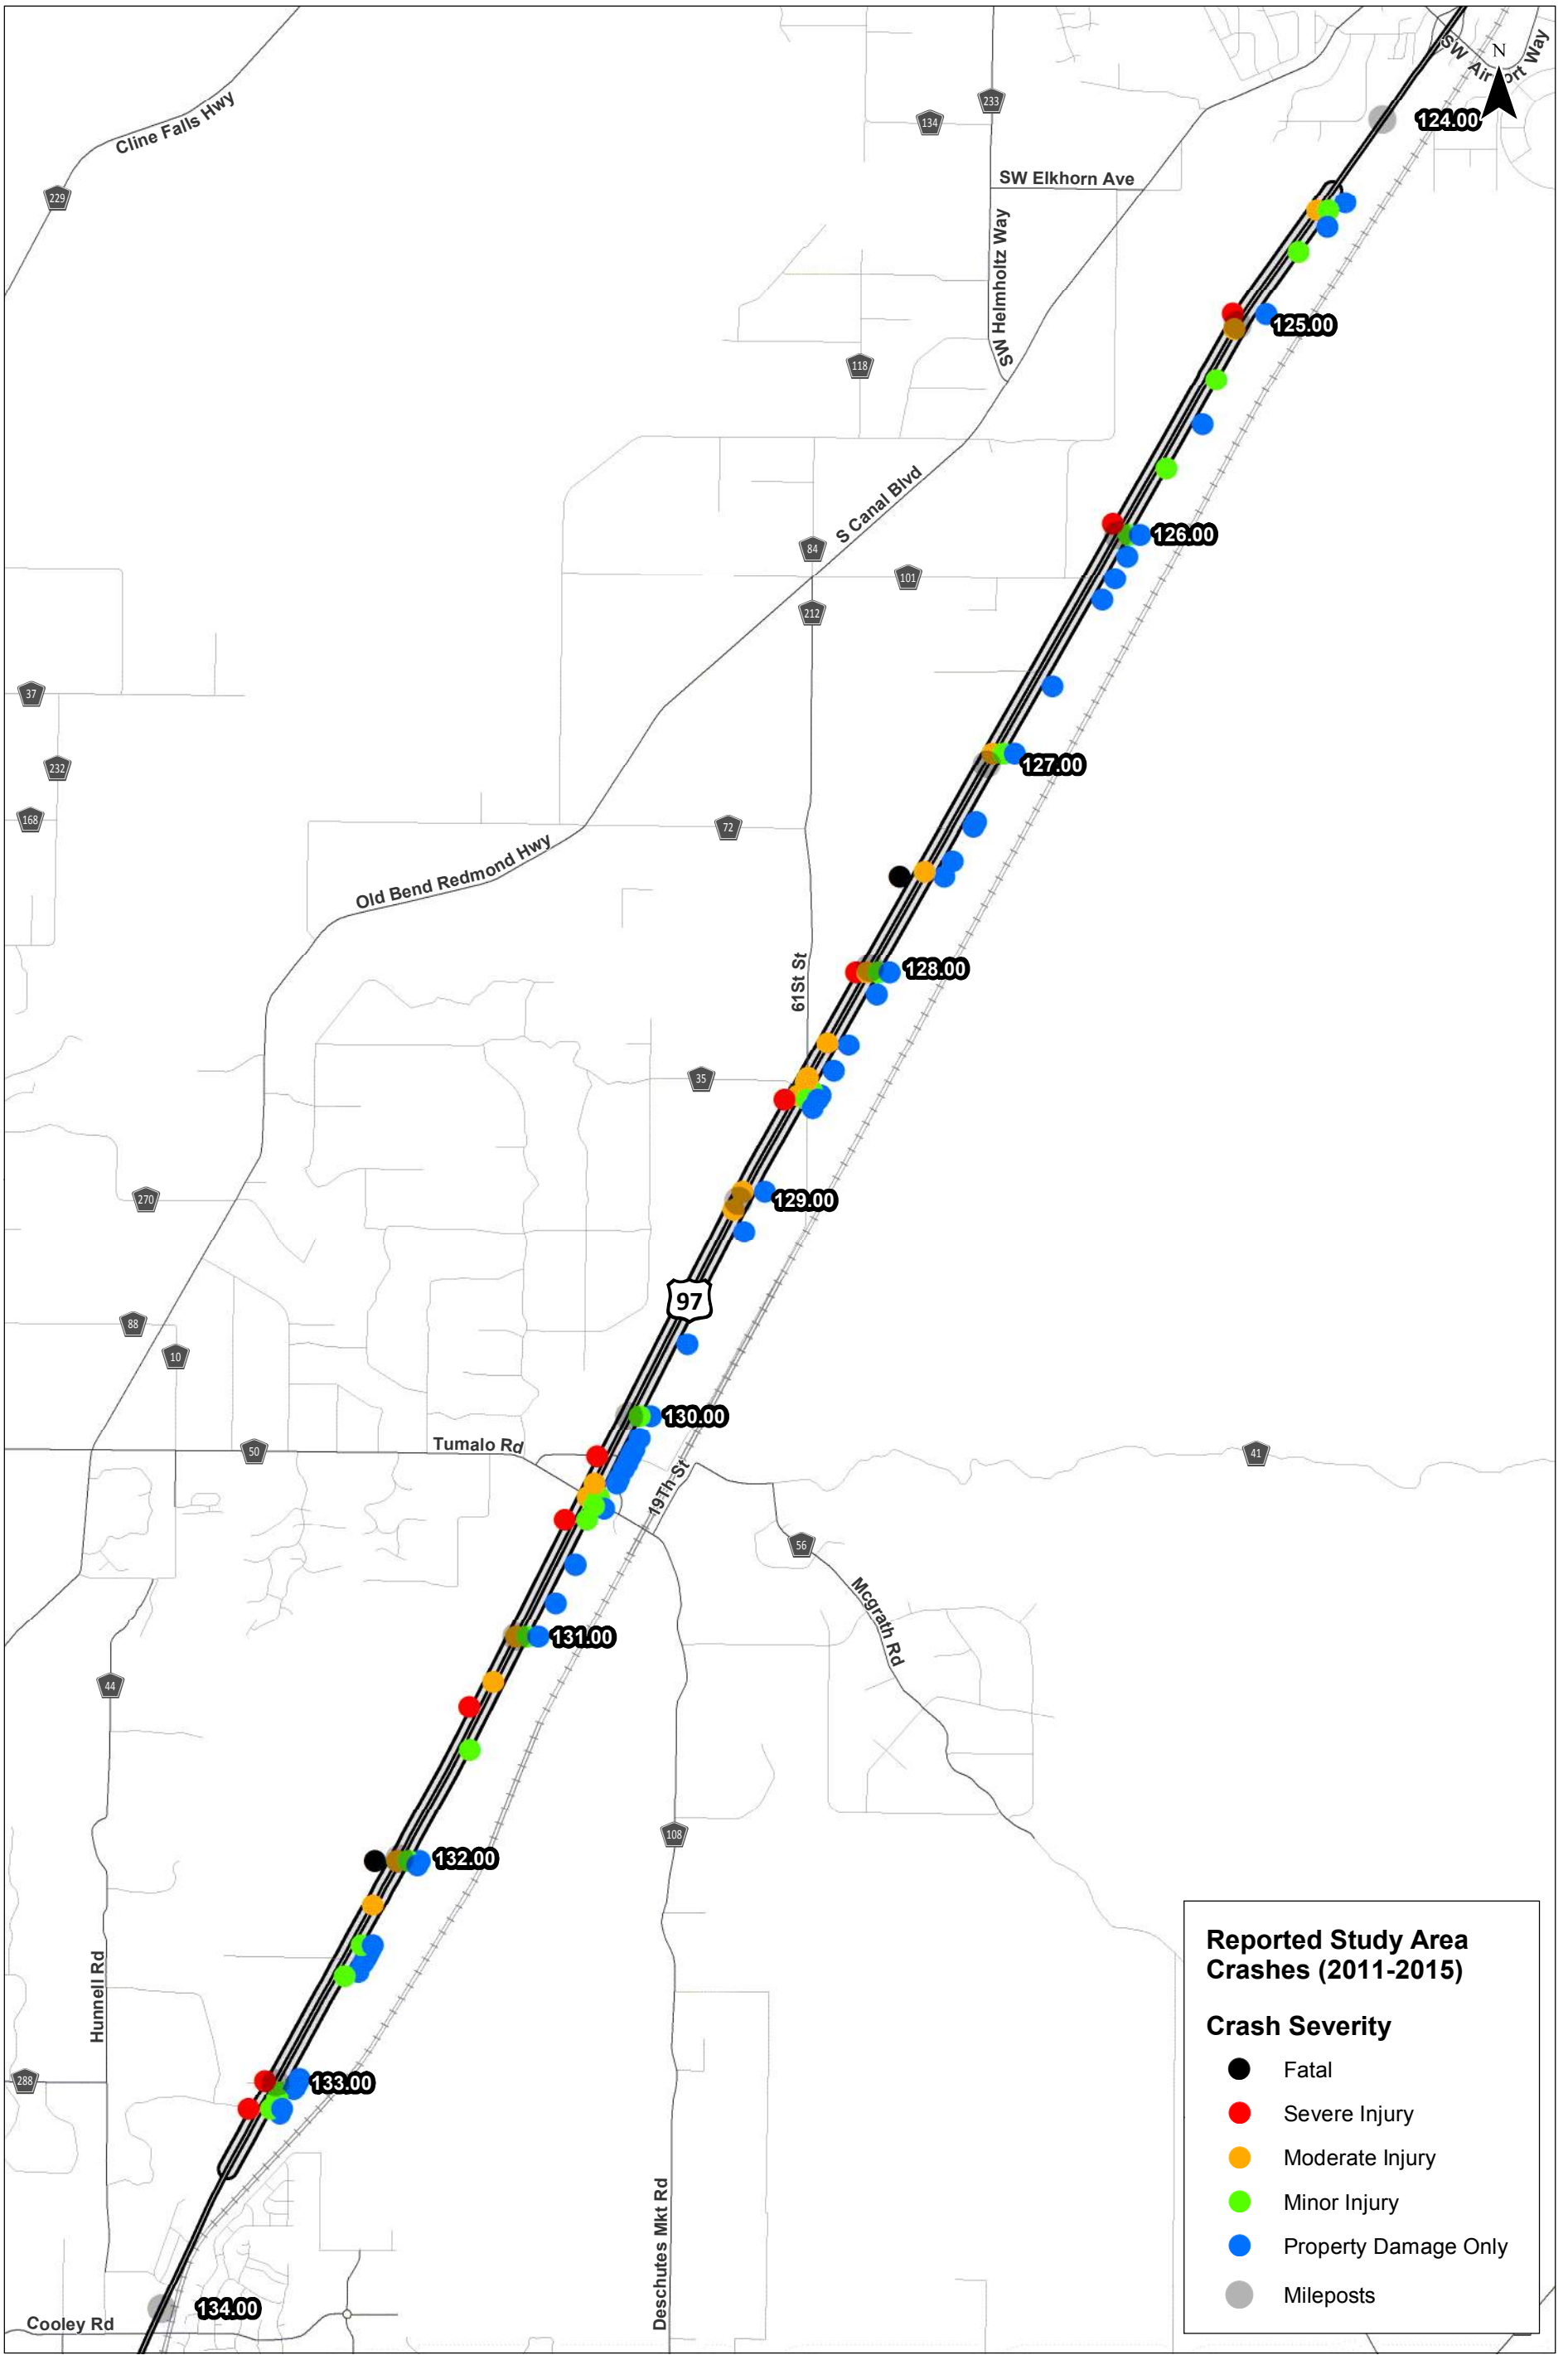 SW Airport Way
N
124.00
Cline Falls Hwy
233
134
SW Elkhorn Ave
229
SW Helmholtz Way
125.00
118
S Canal Blvd
126.00
84
101
212
37
232
127.00
168
72
Old Bend Redmond Hwy
128.00
61St St
35
129.00
270
97
88
10
130.00
Tumalo Rd
50
41
19Th St
56
Mcgrath Rd
131.00
44
108
132.00
Hunnell Rd
288
133.00
Deschutes Mkt Rd
134.00
Cooley Rd
Reported Study Area
Crashes (2011-2015)
Crash Severity
Fatal
Severe Injury
Moderate Injury
Minor Injury
Property Damage Only
Mileposts